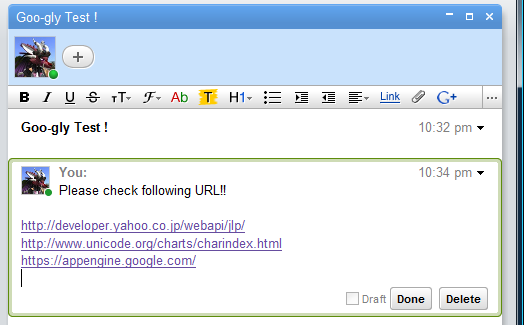 Goo-gly Test !
B I U S TT F Ab T H1 Link G+ ...
Goo-gly Test ! 10:32 pm
You: 10:34 pm
Please check following URL!!
http://developer.yahoo.co.jp/webapi/jlp/
http://www.unicode.org/charts/charindex.html
https://appengine.google.com/
Draft Done Delete